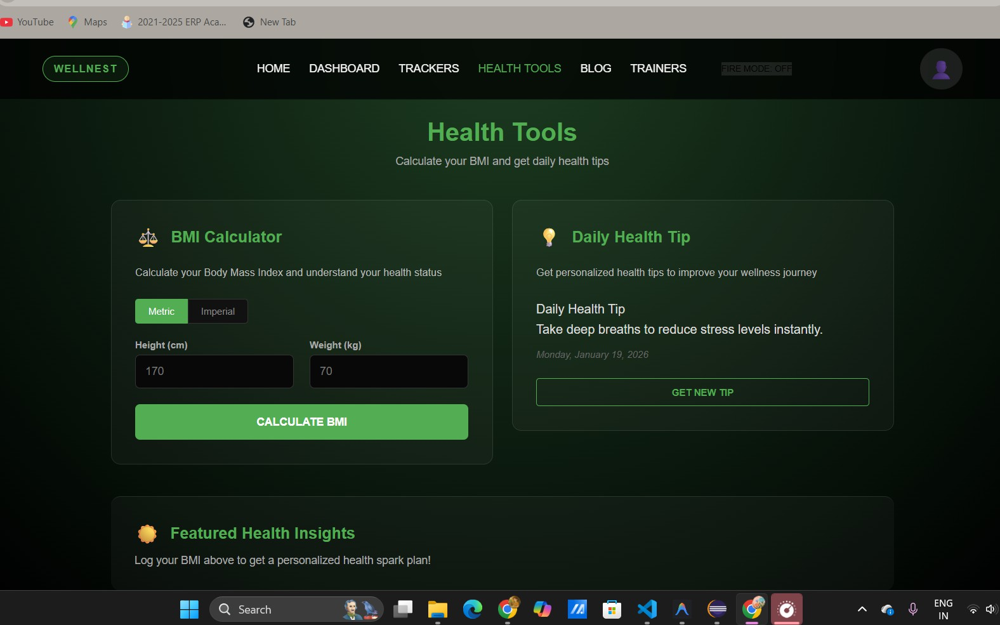 YouTube Maps 2021-2025 ERP Aca... New Tab
WELLNEST HOME DASHBOARD TRACKERS HEALTH TOOLS BLOG TRAINERS FIRE MODE: OFF
Health Tools
Calculate your BMI and get daily health tips
BMI Calculator
Calculate your Body Mass Index and understand your health status
Metric Imperial
Height (cm) Weight (kg)
170 70
CALCULATE BMI
Daily Health Tip
Get personalized health tips to improve your wellness journey
Daily Health Tip
Take deep breaths to reduce stress levels instantly.
Monday, January 19, 2026
GET NEW TIP
Featured Health Insights
Log your BMI above to get a personalized health spark plan!
Search
ENG
IN